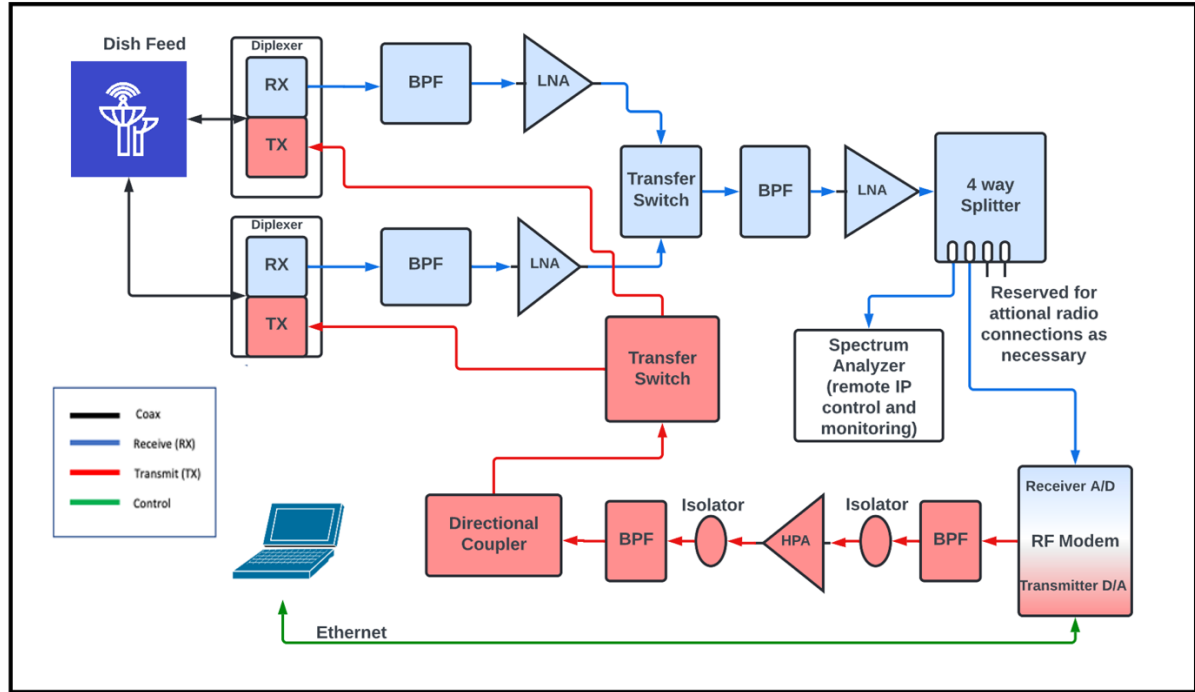 Dish Feed
Diplexer
RX
TX
BPF
LNA
Transfer
Switch
BPF
LNA
4 way
Splitter
Diplexer
RX
TX
BPF
LNA
Reserved for
attional radio
connections as
necessary
Transfer
Switch
Spectrum
Analyzer
(remote IP
control and
monitoring)
Coax
Receive (RX)
Transmit (TX)
Control
Directional
Coupler
BPF
Isolator
HPA
Isolator
BPF
Receiver A/D
RF Modem
Transmitter D/A
Ethernet